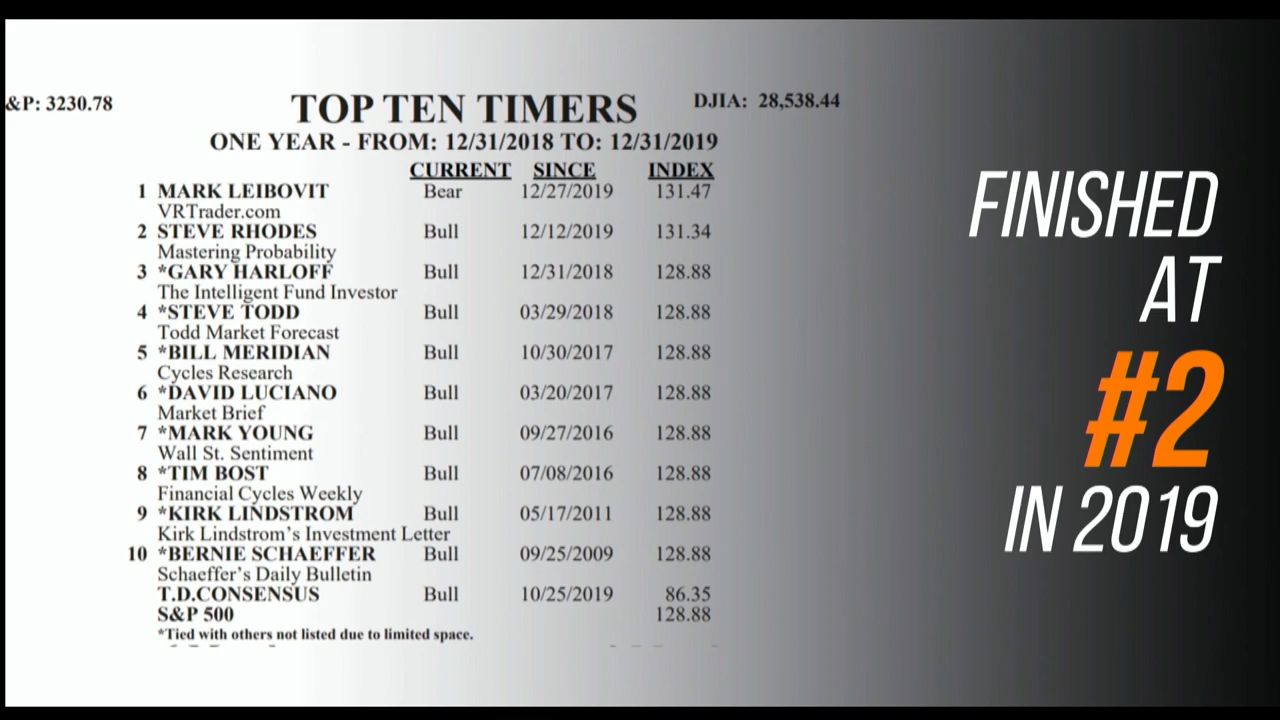 &P: 3230.78
TOP TEN TIMERS
DJIA: 28,538.44
ONE YEAR - FROM: 12/31/2018 TO: 12/31/2019
CURRENT SINCE INDEX
1 MARK LEIBOVIT Bear 12/27/2019 131.47
VRTrader.com
2 STEVE RHODES Bull 12/12/2019 131.34
Mastering Probability
3 *GARY HARLOFF Bull 12/31/2018 128.88
The Intelligent Fund Investor
4 *STEVE TODD Bull 03/29/2018 128.88
Todd Market Forecast
5 *BILL MERIDIAN Bull 10/30/2017 128.88
Cycles Research
6 *DAVID LUCIANO Bull 03/20/2017 128.88
Market Brief
7 *MARK YOUNG Bull 09/27/2016 128.88
Wall St. Sentiment
8 *TIM BOST Bull 07/08/2016 128.88
Financial Cycles Weekly
9 *KIRK LINDSTROM Bull 05/17/2011 128.88
Kirk Lindstrom's Investment Letter
10 *BERNIE SCHAEFFER Bull 09/25/2009 128.88
Schaeffer's Daily Bulletin
T.D.CONSENSUS Bull 10/25/2019 86.35
S&P 500 128.88
*Tied with others not listed due to limited space.
FINISHED
AT
#2
IN 2019